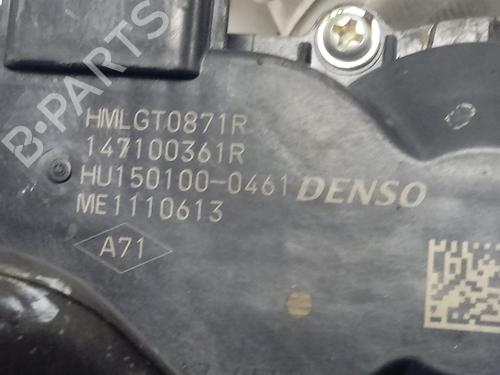 B-PARTS
HMLGT0871R
147100361R
HU150100-0461 DENSO
ME1110613
A71